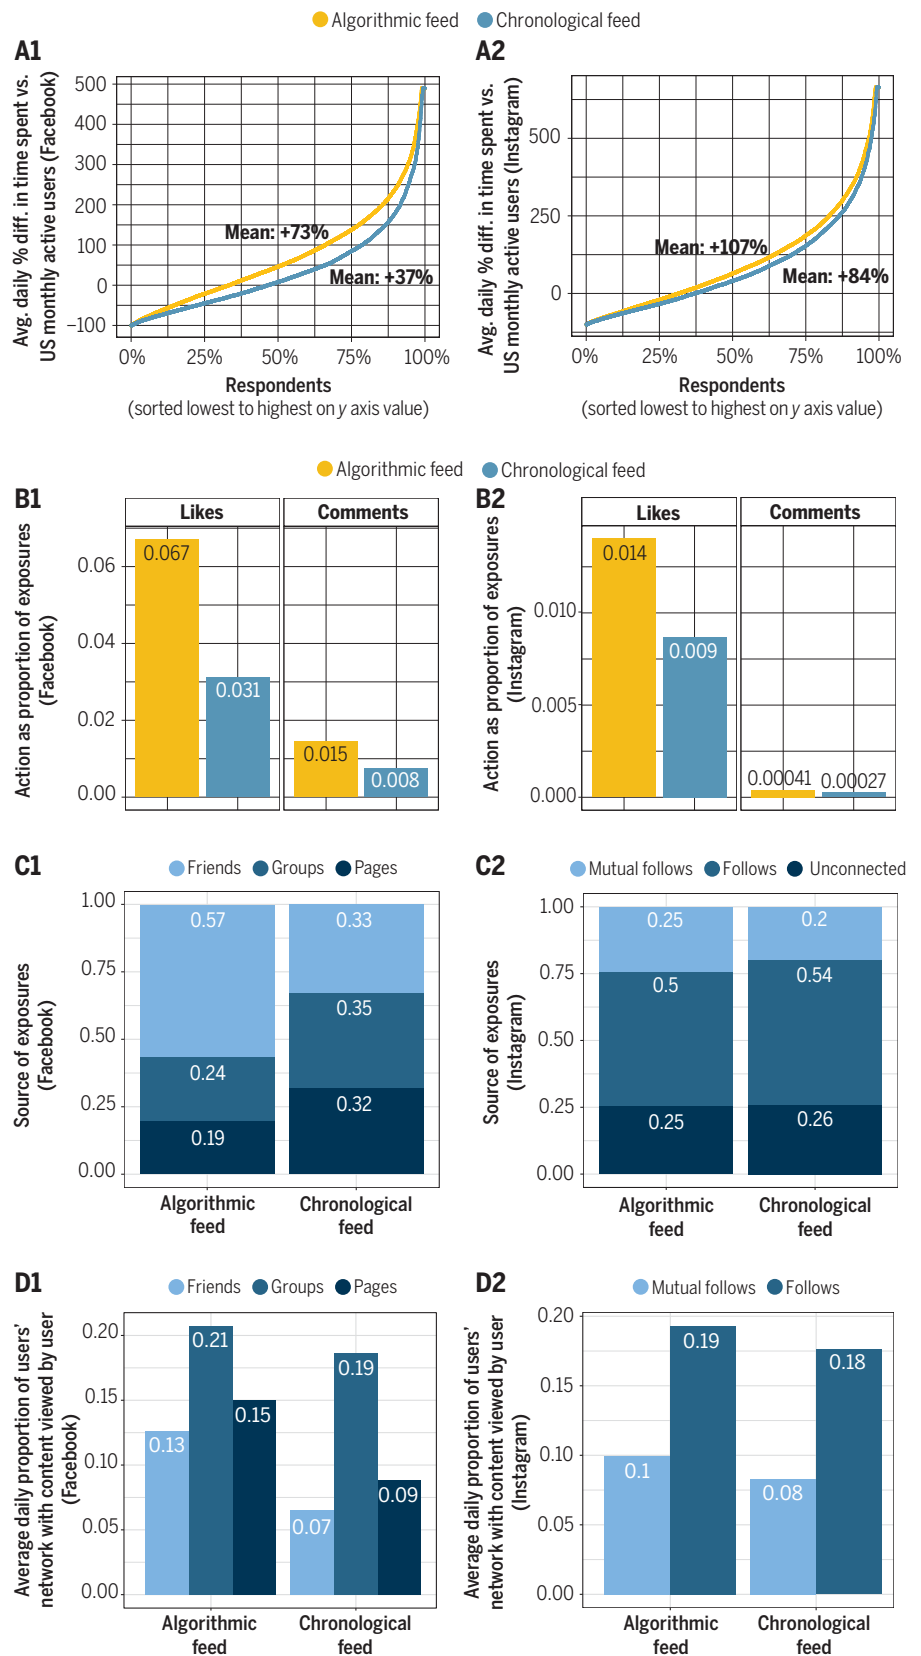 Algorithmic feed Chronological feed
A1
Avg. daily % diff. in time spent vs.
US monthly active users (Facebook)
500
400
300
200
100
0
−100
Mean: +73%
Mean: +37%
0% 25% 50% 75% 100%
Respondents
(sorted lowest to highest on y axis value)
A2
Avg. daily % diff. in time spent vs.
US monthly active users (Instagram)
500
250
0
Mean: +107%
Mean: +84%
0% 25% 50% 75% 100%
Respondents
(sorted lowest to highest on y axis value)
Algorithmic feed Chronological feed
B1
Action as proportion of exposures
(Facebook)
Likes Comments
0.06
0.04
0.02
0.00
0.067
0.031
0.015
0.008
B2
Action as proportion of exposures
(Instagram)
Likes Comments
0.010
0.005
0.000
0.014
0.009
0.00041 0.00027
C1
Friends Groups Pages
Source of exposures
(Facebook)
1.00
0.75
0.50
0.25
0.00
0.57 0.33
0.35
0.24
0.32
0.19
Algorithmic
feed
Chronological
feed
C2
Mutual follows Follows Unconnected
Source of exposures
(Instagram)
1.00
0.75
0.50
0.25
0.00
0.25 0.2
0.5 0.54
0.25 0.26
Algorithmic
feed
Chronological
feed
D1
Friends Groups Pages
Average daily proportion of users'
network with content viewed by user
(Facebook)
0.20
0.15
0.10
0.05
0.00
0.13
0.21
0.15
0.07
0.19
0.09
Algorithmic
feed
Chronological
feed
D2
Mutual follows Follows
Average daily proportion of users'
network with content viewed by user
(Instagram)
0.20
0.15
0.10
0.05
0.00
0.1
0.19
0.08
0.18
Algorithmic
feed
Chronological
feed